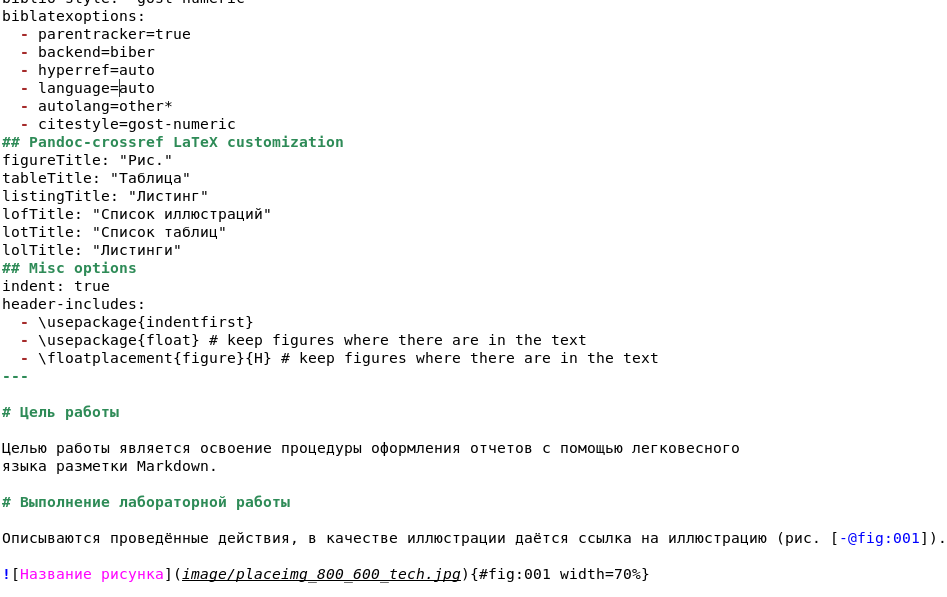 biblio-style: "gost-numeric"
biblatexoptions:
  - parentracker=true
  - backend=biber
  - hyperref=auto
  - language=auto
  - autolang=other*
  - citestyle=gost-numeric
## Pandoc-crossref LaTeX customization
figureTitle: "Рис."
tableTitle: "Таблица"
listingTitle: "Листинг"
lofTitle: "Список иллюстраций"
lotTitle: "Список таблиц"
lolTitle: "Листинги"
## Misc options
indent: true
header-includes:
  - \usepackage{indentfirst}
  - \usepackage{float} # keep figures where there are in the text
  - \floatplacement{figure}{H} # keep figures where there are in the text
---
# Цель работы
Целью работы является освоение процедуры оформления отчетов с помощью легковесного
языка разметки Markdown.
# Выполнение лабораторной работы
Описываются проведённые действия, в качестве иллюстрации даётся ссылка на иллюстрацию (рис. [-@fig:001]).
![Название рисунка](image/placeimg_800_600_tech.jpg){#fig:001 width=70%}